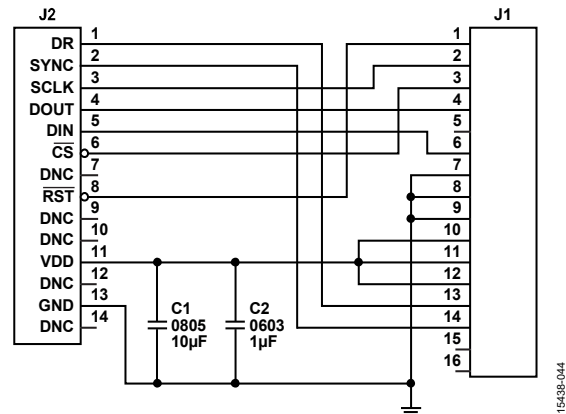 J2
J1
DR 1
SYNC 2
SCLK 3
DOUT 4
DIN 5
CS 6
DNC 7
RST 8
DNC 9
DNC 10
VDD 11
DNC 12
GND 13
DNC 14
1
2
3
4
5
6
7
8
9
10
11
12
13
14
15
16
C1
0805
10µF
C2
0603
1µF
15438-044